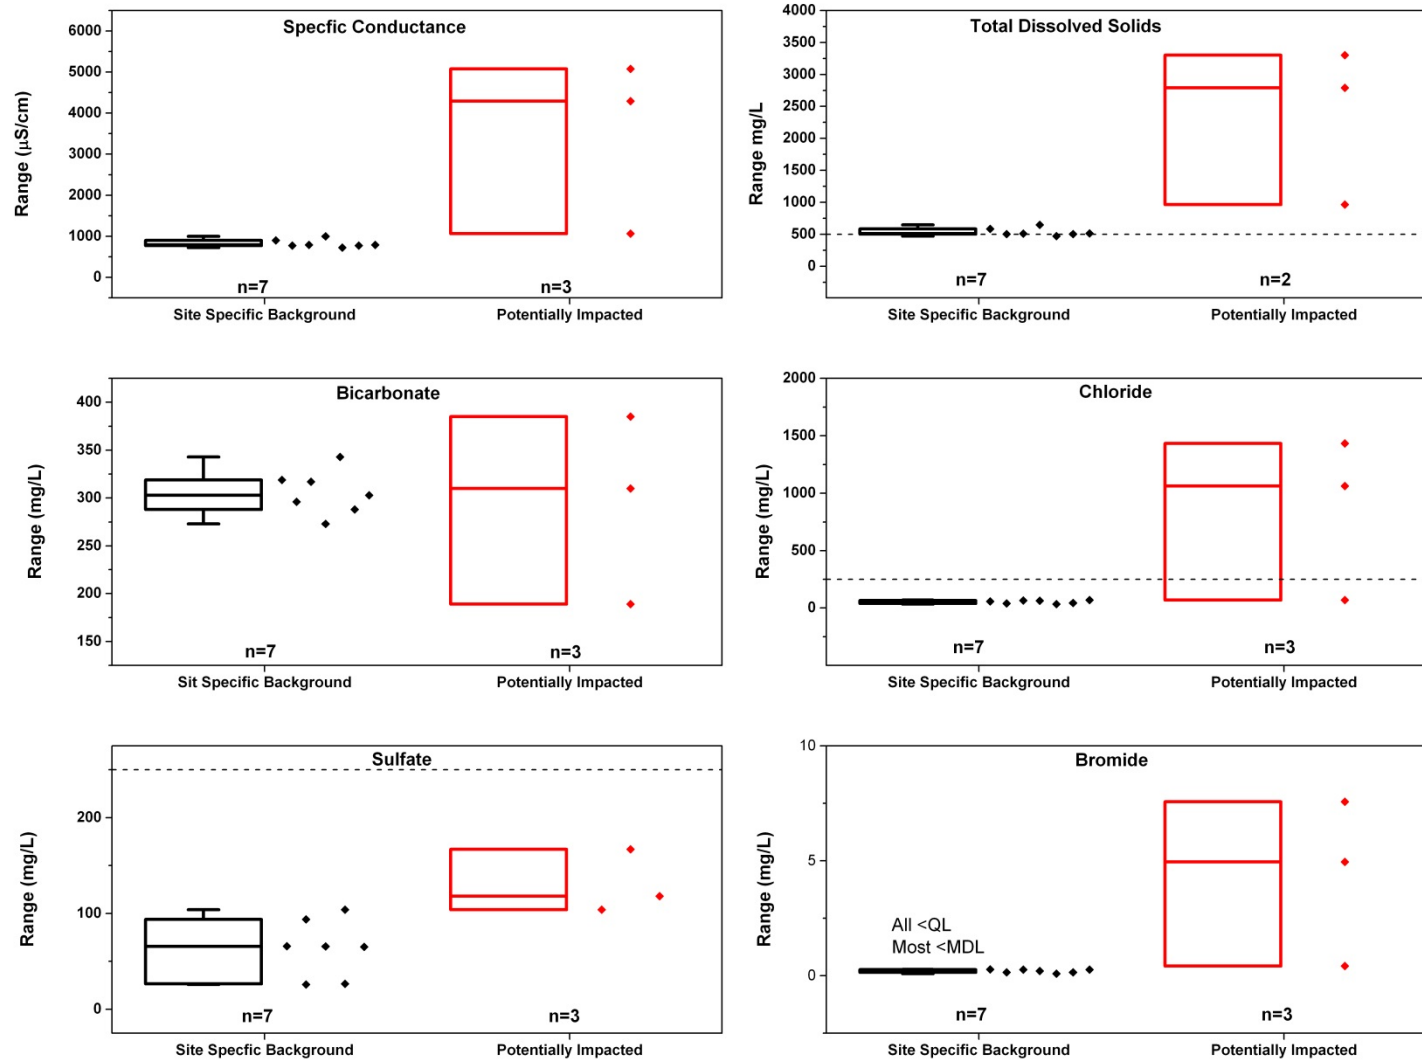 Specfic Conductance
Range (µS/cm)
6000
5000
4000
3000
2000
1000
0
n=7
n=3
Site Specific Background
Potentially Impacted
Total Dissolved Solids
Range mg/L
4000
3500
3000
2500
2000
1500
1000
500
0
n=7
n=2
Site Specific Background
Potentially Impacted
Bicarbonate
Range (mg/L)
400
350
300
250
200
150
n=7
n=3
Sit Specific Background
Potentially Impacted
Chloride
Range (mg/L)
2000
1500
1000
500
0
n=7
n=3
Site Specific Background
Potentially Impacted
Sulfate
Range (mg/L)
200
100
0
n=7
n=3
Site Specfic Background
Potentially Impacted
Bromide
Range (mg/L)
10
5
0
All <QL
Most <MDL
n=7
n=3
Site Specific Background
Potentially Impacted